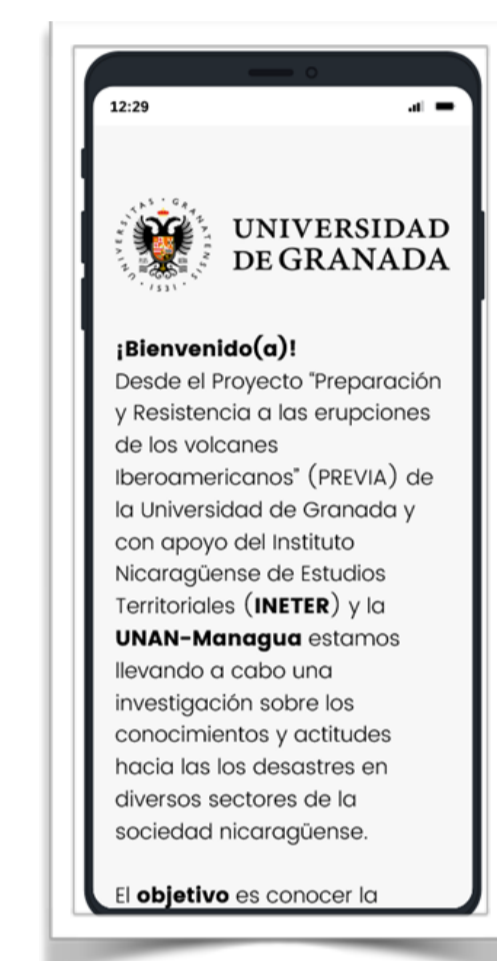 12:29
UNIVERSITAS · GRANATENSIS · 1531 ·
UNIVERSIDAD
DE GRANADA
¡Bienvenido(a)!
Desde el Proyecto "Preparación
y Resistencia a las erupciones
de los volcanes
Iberoamericanos" (PREVIA) de
la Universidad de Granada y
con apoyo del Instituto
Nicaragüense de Estudios
Territoriales (INETER) y la
UNAN-Managua estamos
llevando a cabo una
investigación sobre los
conocimientos y actitudes
hacia las los desastres en
diversos sectores de la
sociedad nicaragüense.
El objetivo es conocer la